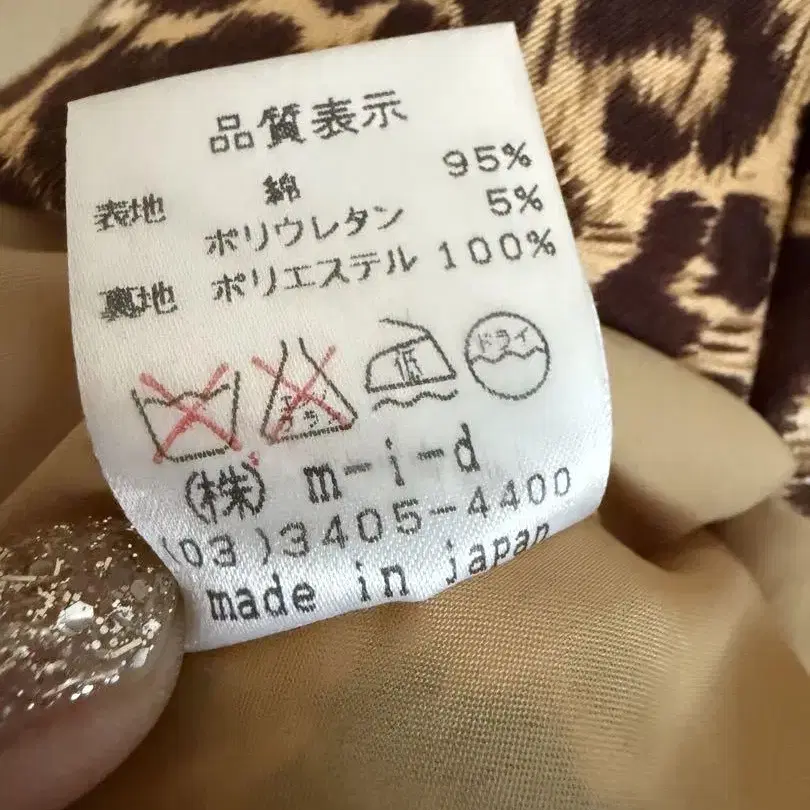 品質表示
表地 綿 95%
ポリウレタン 5%
裏地 ポリエステル 100%
低 ドライ
(株) m-i-d
(03)3405-4400
made in japan